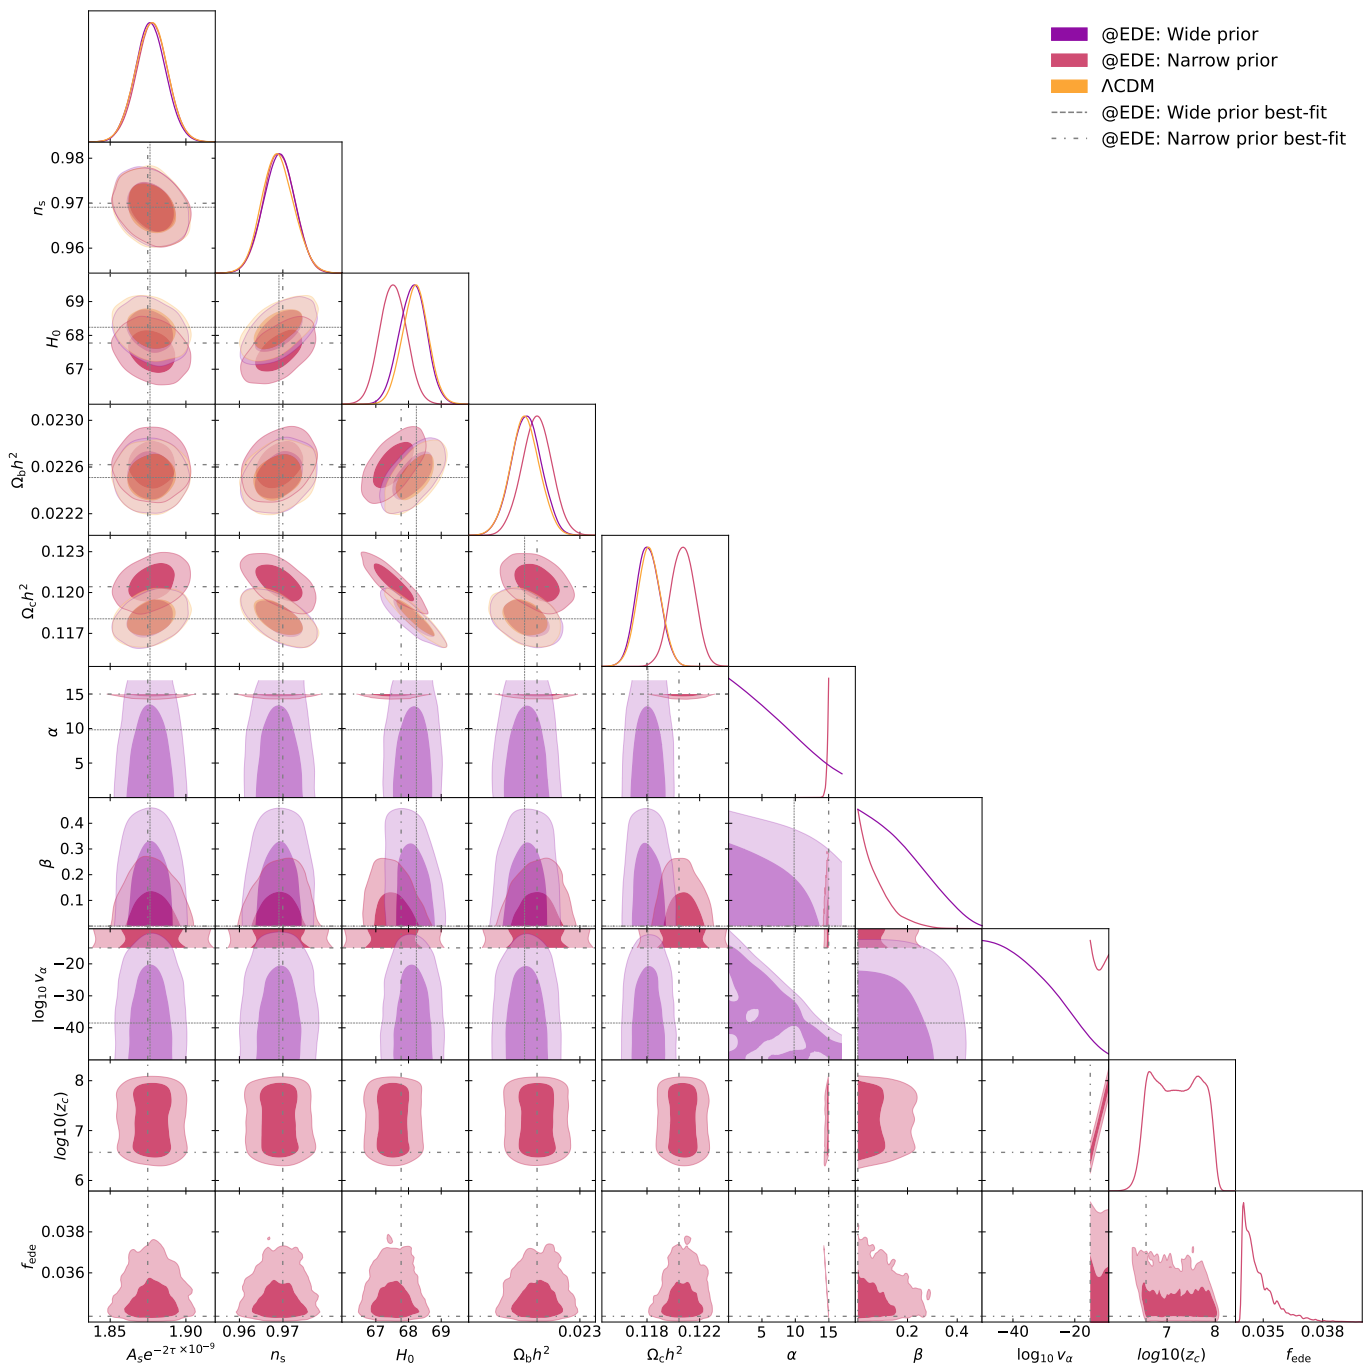 @EDE: Wide prior
@EDE: Narrow prior
ΛCDM
@EDE: Wide prior best-fit
@EDE: Narrow prior best-fit
0.98
0.97
0.96
n_s
69
68
67
H_0
0.0230
0.0226
0.0222
Ω_b h^2
0.123
0.120
0.117
Ω_c h^2
15
10
5
α
0.4
0.3
0.2
0.1
β
−20
−30
−40
log_10 v_α
8
7
6
log10(z_c)
0.038
0.036
f_ede
1.85 1.90 0.96 0.97 67 68 69 0.023 0.118 0.122 5 10 15 0.2 0.4 −40 −20 7 8 0.035 0.038
A_s e^{−2τ ×10^{−9}} n_s H_0 Ω_b h^2 Ω_c h^2 α β log_10 v_α log10(z_c) f_ede